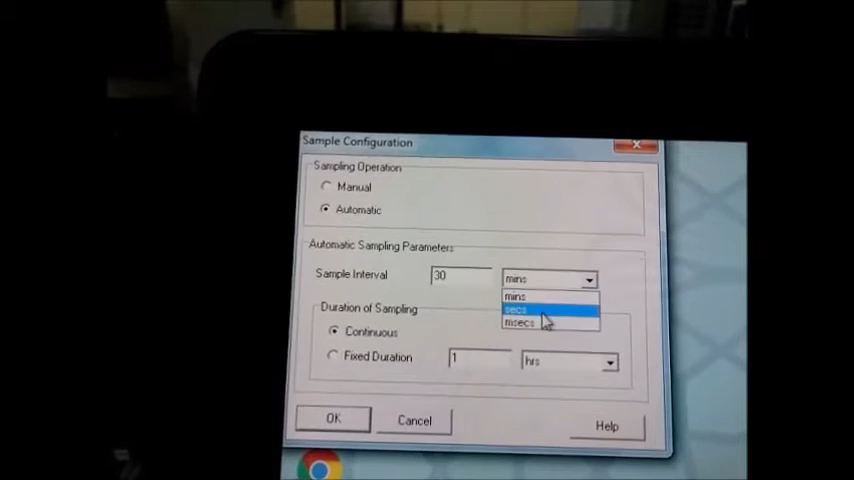 Sample Configuration
Sampling Operation
Manual
Automatic
Automatic Sampling Parameters
Sample Interval 30 mins
mins
secs
msecs
Duration of Sampling
Continuous
Fixed Duration 1 hrs
OK Cancel Help